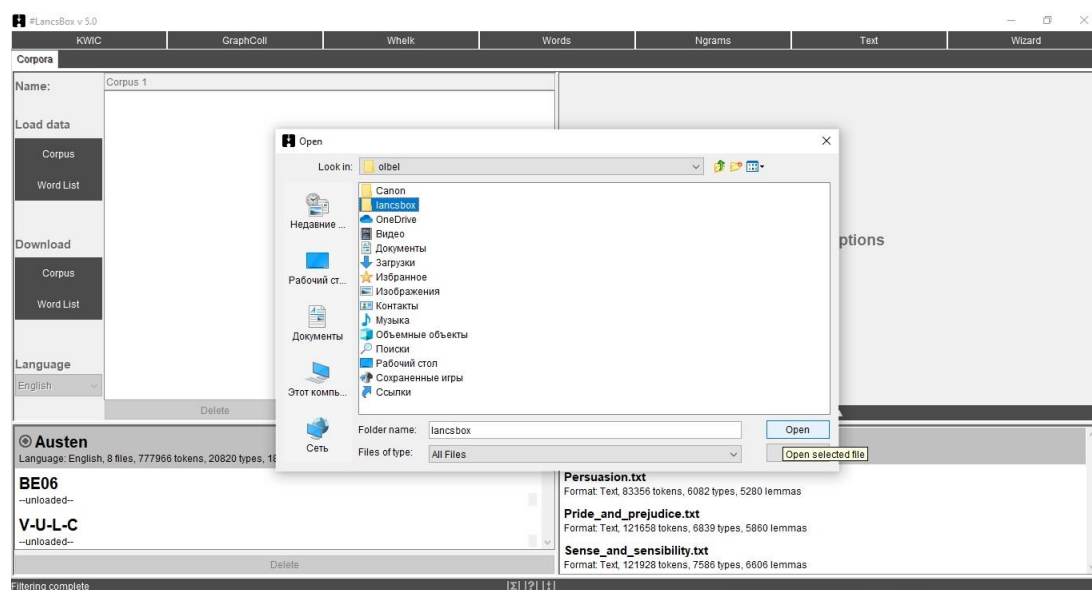 #LancsBox v 5.0
KWIC GraphColl Whelk Words Ngrams Text Wizard
Corpora
Name: Corpus 1
Load data
Corpus
Word List
Download
Corpus
Word List
Language
English
Delete
ptions
Open
Look in: olbel
Недавние ...
Рабочий ст...
Документы
Этот компь...
Сеть
Canon
lancsbox
OneDrive
Видео
Документы
Загрузки
Избранное
Изображения
Контакты
Музыка
Объемные объекты
Поиски
Рабочий стол
Сохраненные игры
Ссылки
Folder name: lancsbox Open
Files of type: All Files
Open selected file
Austen
Language: English, 8 files, 777966 tokens, 20820 types, 18
BE06
--unloaded--
V-U-L-C
--unloaded--
Delete
Persuasion.txt
Format: Text, 83356 tokens, 6082 types, 5280 lemmas
Pride_and_prejudice.txt
Format: Text, 121658 tokens, 6839 types, 5860 lemmas
Sense_and_sensibility.txt
Format: Text, 121928 tokens, 7586 types, 6606 lemmas
Filtering complete |Σ| |?| |‡|